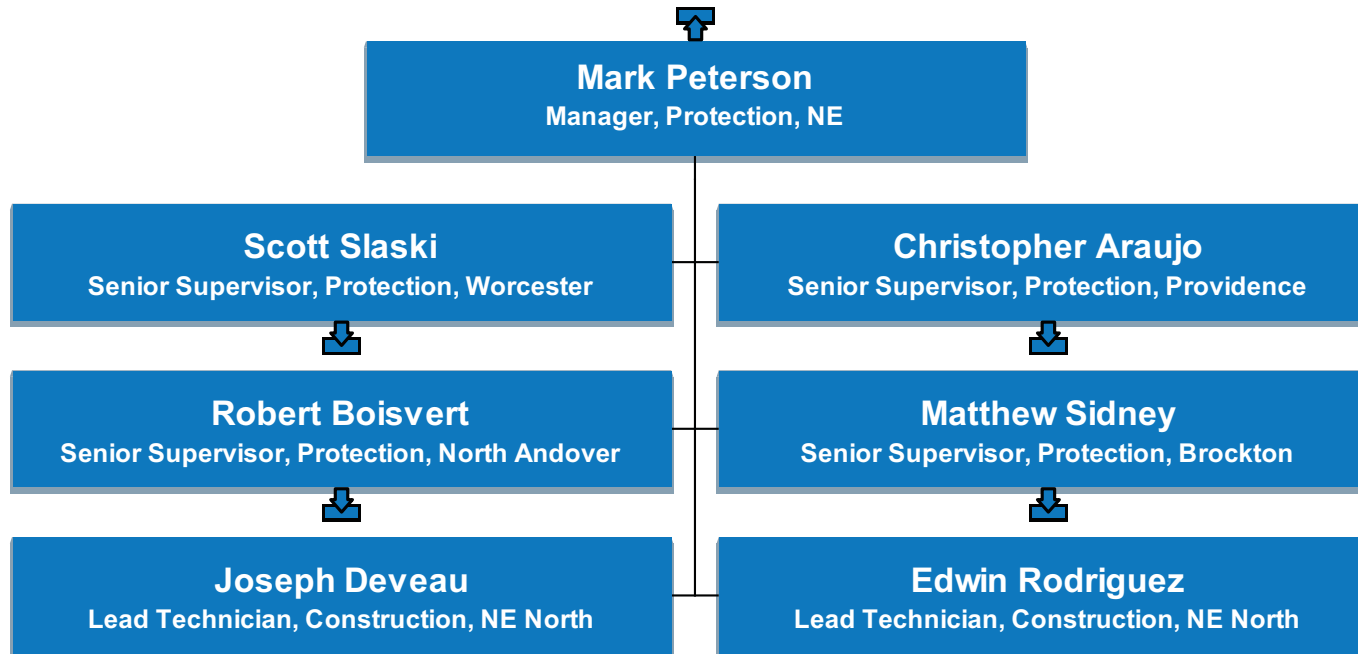 Mark Peterson
Manager, Protection, NE
Scott Slaski
Senior Supervisor, Protection, Worcester
Christopher Araujo
Senior Supervisor, Protection, Providence
Robert Boisvert
Senior Supervisor, Protection, North Andover
Matthew Sidney
Senior Supervisor, Protection, Brockton
Joseph Deveau
Lead Technician, Construction, NE North
Edwin Rodriguez
Lead Technician, Construction, NE North